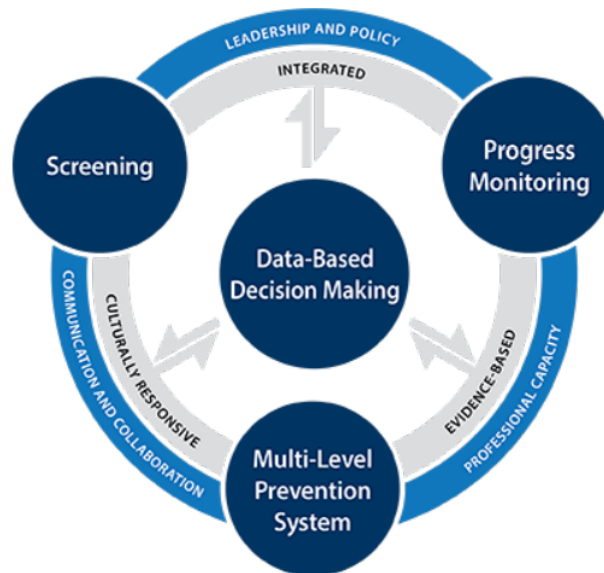 LEADERSHIP AND POLICY
INTEGRATED
Screening
Progress
Monitoring
Data-Based
Decision Making
COMMUNICATION AND COLLABORATION
CULTURALLY RESPONSIVE
EVIDENCE-BASED
PROFESSIONAL CAPACITY
Multi-Level
Prevention
System